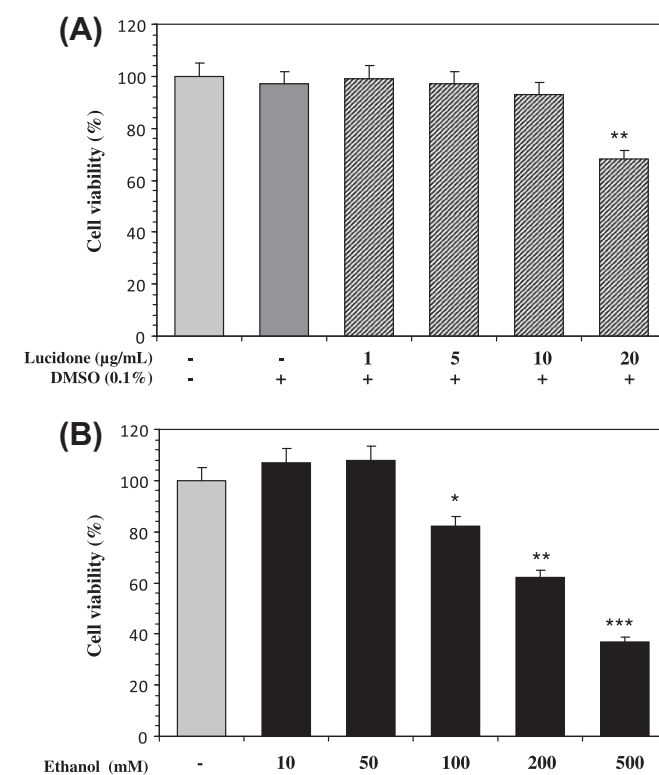 (A)
120
100
80
60
40
20
0
Cell viability (%)
**
Lucidone (µg/mL) - - 1 5 10 20
DMSO (0.1%) - + + + + +
(B)
120
100
80
60
40
20
0
Cell viability (%)
*
**
***
Ethanol (mM) - 10 50 100 200 500